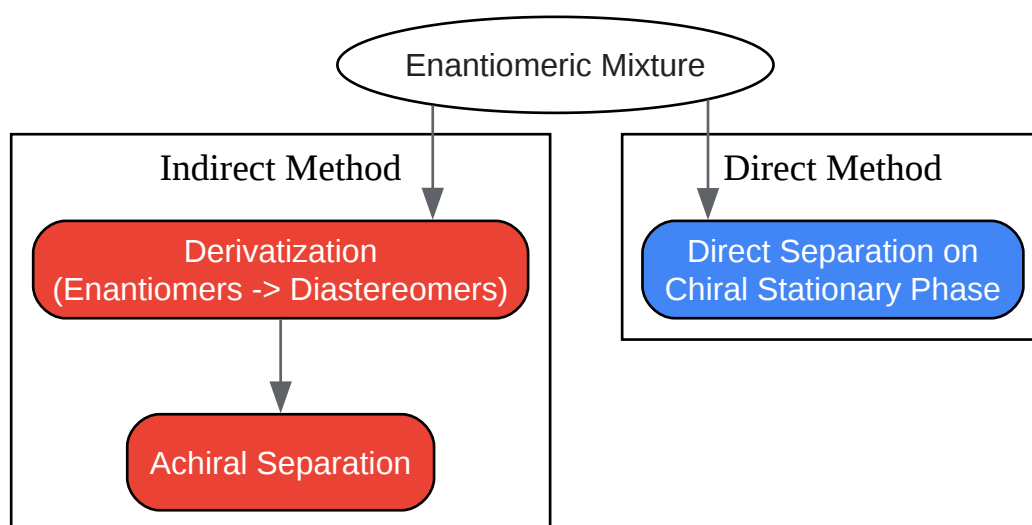 Enantiomeric Mixture
Indirect Method
Derivatization
(Enantiomers -> Diastereomers)
Achiral Separation
Direct Method
Direct Separation on
Chiral Stationary Phase